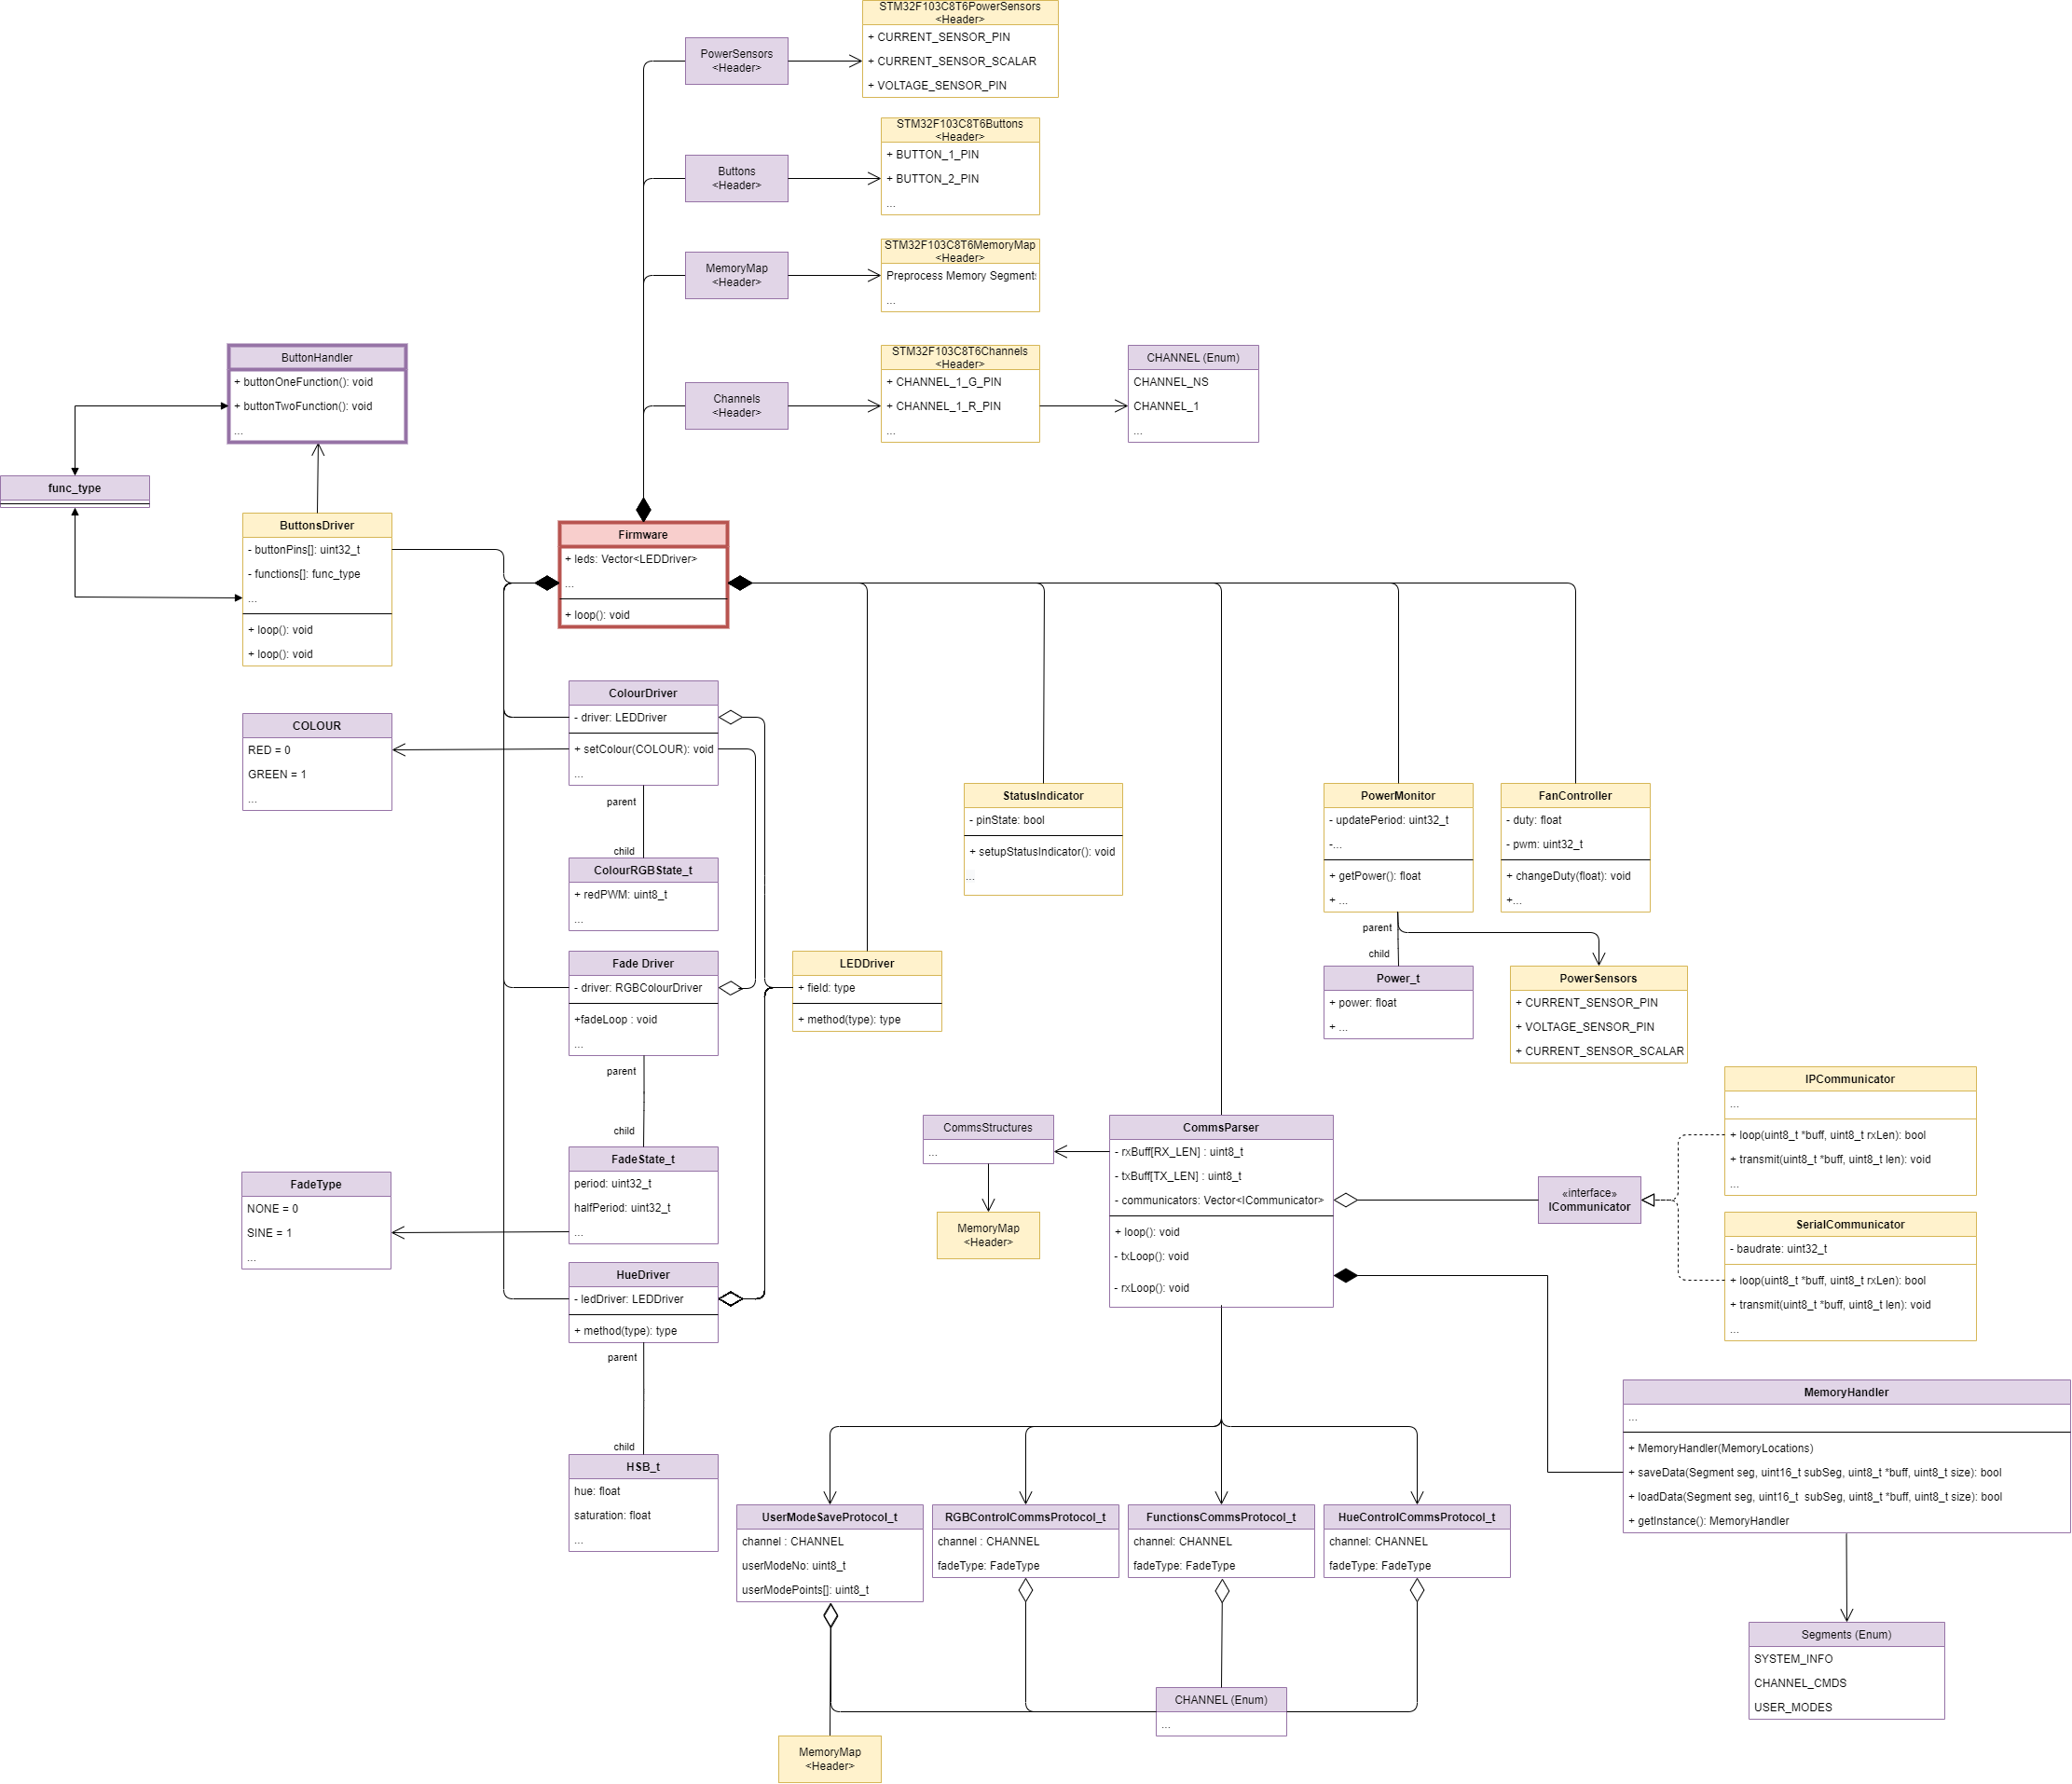 STM32F103C8T6PowerSensors
<Header>
+ CURRENT_SENSOR_PIN
+ CURRENT_SENSOR_SCALAR
+ VOLTAGE_SENSOR_PIN
PowerSensors
<Header>
STM32F103C8T6Buttons
<Header>
+ BUTTON_1_PIN
+ BUTTON_2_PIN
...
Buttons
<Header>
STM32F103C8T6MemoryMap
<Header>
Preprocess Memory Segments
...
MemoryMap
<Header>
STM32F103C8T6Channels
<Header>
+ CHANNEL_1_G_PIN
+ CHANNEL_1_R_PIN
...
Channels
<Header>
CHANNEL (Enum)
CHANNEL_NS
CHANNEL_1
...
ButtonHandler
+ buttonOneFunction(): void
+ buttonTwoFunction(): void
...
func_type
ButtonsDriver
- buttonPins[]: uint32_t
- functions[]: func_type
...
+ loop(): void
+ loop(): void
Firmware
+ leds: Vector<LEDDriver>
...
+ loop(): void
ColourDriver
- driver: LEDDriver
+ setColour(COLOUR): void
...
COLOUR
RED = 0
GREEN = 1
...
parent
child
ColourRGBState_t
+ redPWM: uint8_t
...
Fade Driver
- driver: RGBColourDriver
+fadeLoop : void
...
parent
child
FadeState_t
period: uint32_t
halfPeriod: uint32_t
...
FadeType
NONE = 0
SINE = 1
...
HueDriver
- ledDriver: LEDDriver
+ method(type): type
parent
child
HSB_t
hue: float
saturation: float
...
LEDDriver
+ field: type
+ method(type): type
StatusIndicator
- pinState: bool
+ setupStatusIndicator(): void
...
PowerMonitor
- updatePeriod: uint32_t
-...
+ getPower(): float
+ ...
FanController
- duty: float
- pwm: uint32_t
+ changeDuty(float): void
+...
parent
child
Power_t
+ power: float
+ ...
PowerSensors
+ CURRENT_SENSOR_PIN
+ VOLTAGE_SENSOR_PIN
+ CURRENT_SENSOR_SCALAR
CommsStructures
...
MemoryMap
<Header>
CommsParser
- rxBuff[RX_LEN] : uint8_t
- txBuff[TX_LEN] : uint8_t
- communicators: Vector<ICommunicator>
+ loop(): void
- txLoop(): void
- rxLoop(): void
«interface»
ICommunicator
IPCommunicator
...
+ loop(uint8_t *buff, uint8_t rxLen): bool
+ transmit(uint8_t *buff, uint8_t len): void
...
SerialCommunicator
- baudrate: uint32_t
+ loop(uint8_t *buff, uint8_t rxLen): bool
+ transmit(uint8_t *buff, uint8_t len): void
...
MemoryHandler
...
+ MemoryHandler(MemoryLocations)
+ saveData(Segment seg, uint16_t subSeg, uint8_t *buff, uint8_t size): bool
+ loadData(Segment seg, uint16_t  subSeg, uint8_t *buff, uint8_t size): bool
+ getInstance(): MemoryHandler
Segments (Enum)
SYSTEM_INFO
CHANNEL_CMDS
USER_MODES
UserModeSaveProtocol_t
channel : CHANNEL
userModeNo: uint8_t
userModePoints[]: uint8_t
RGBControlCommsProtocol_t
channel : CHANNEL
fadeType: FadeType
FunctionsCommsProtocol_t
channel: CHANNEL
fadeType: FadeType
HueControlCommsProtocol_t
channel: CHANNEL
fadeType: FadeType
CHANNEL (Enum)
...
MemoryMap
<Header>